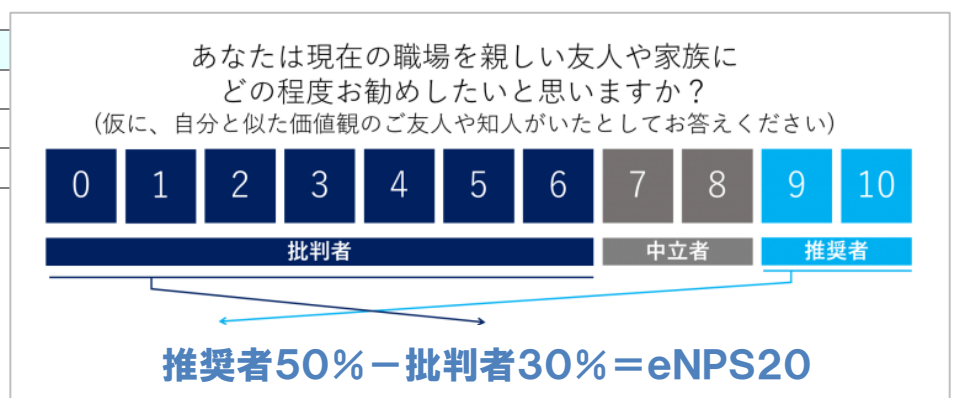 あなたは現在の職場を親しい友人や家族に
どの程度お勧めしたいと思いますか？
（仮に、自分と似た価値観のご友人や知人がいたとしてお答えください）
0 1 2 3 4 5 6 7 8 9 10
批判者 中立者 推奨者
推奨者50％－批判者30％＝eNPS20